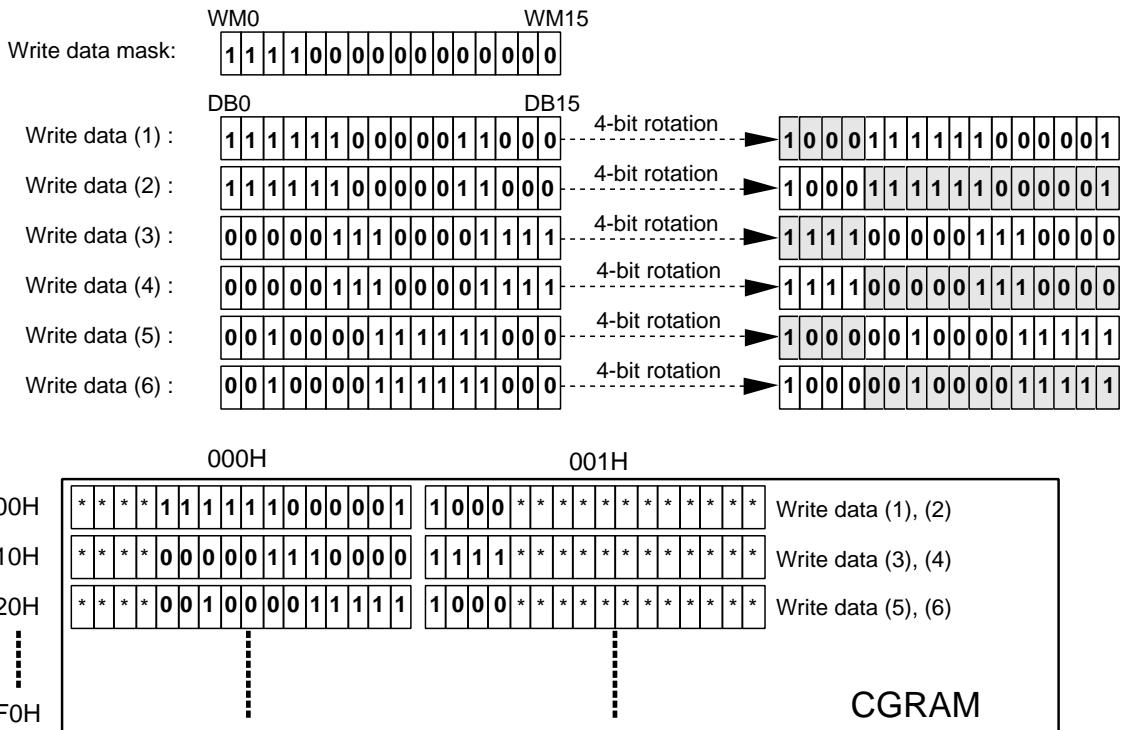 WM0 WM15
Write data mask: 1 1 1 1 0 0 0 0 0 0 0 0 0 0 0 0
DB0 DB15
Write data (1) : 1 1 1 1 1 1 0 0 0 0 0 1 1 0 0 0 4-bit rotation 1 0 0 0 1 1 1 1 1 1 0 0 0 0 0 1
Write data (2) : 1 1 1 1 1 1 0 0 0 0 0 1 1 0 0 0 4-bit rotation 1 0 0 0 1 1 1 1 1 1 0 0 0 0 0 1
Write data (3) : 0 0 0 0 0 1 1 1 0 0 0 0 1 1 1 1 4-bit rotation 1 1 1 1 0 0 0 0 0 1 1 1 0 0 0 0
Write data (4) : 0 0 0 0 0 1 1 1 0 0 0 0 1 1 1 1 4-bit rotation 1 1 1 1 0 0 0 0 0 1 1 1 0 0 0 0
Write data (5) : 0 0 1 0 0 0 0 1 1 1 1 1 1 0 0 0 4-bit rotation 1 0 0 0 0 0 1 0 0 0 0 1 1 1 1 1
Write data (6) : 0 0 1 0 0 0 0 1 1 1 1 1 1 0 0 0 4-bit rotation 1 0 0 0 0 0 1 0 0 0 0 1 1 1 1 1
000H 001H
00H * * * * 1 1 1 1 1 1 0 0 0 0 0 1 1 0 0 0 * * * * * * * * * * * * Write data (1), (2)
10H * * * * 0 0 0 0 0 1 1 1 0 0 0 0 1 1 1 1 * * * * * * * * * * * * Write data (3), (4)
20H * * * * 0 0 1 0 0 0 0 1 1 1 1 1 1 0 0 0 * * * * * * * * * * * * Write data (5), (6)
F0H CGRAM